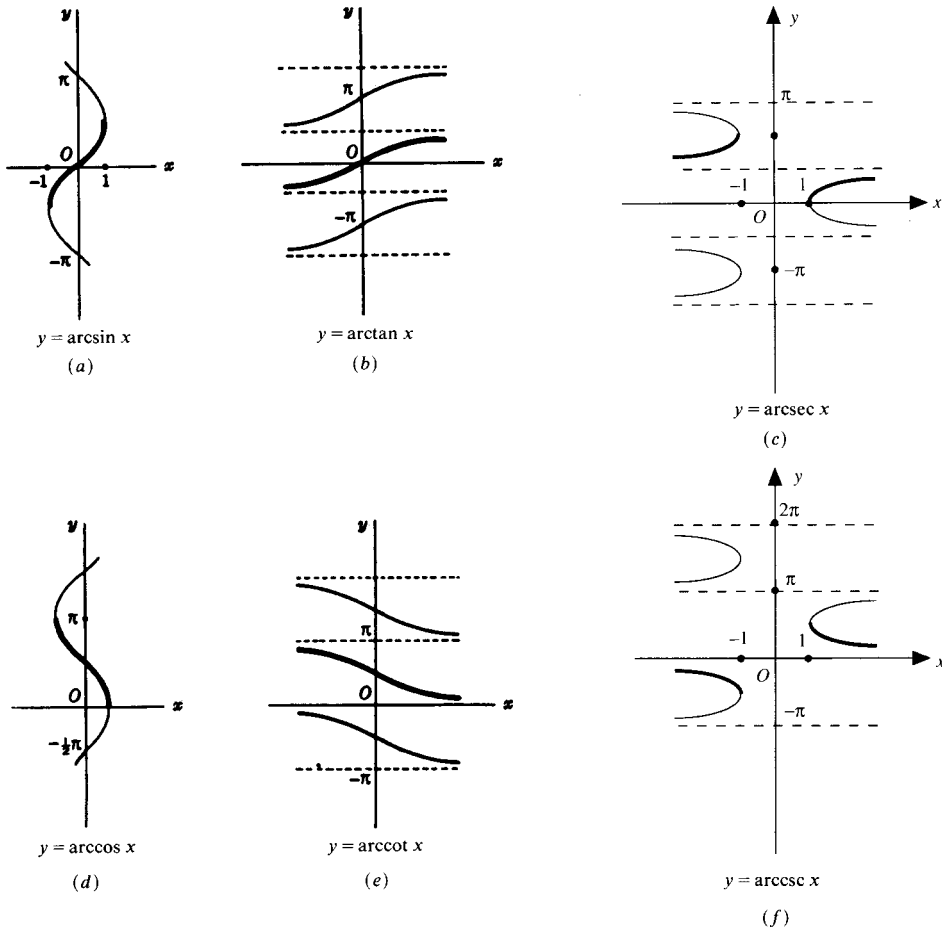 y
π
O
x
−1
1
−π
y = arcsin x
(a)
y
π
O
x
−π
y = arctan x
(b)
y
π
−1
1
O
x
−π
y = arcsec x
(c)
y
π
O
x
−½π
y = arccos x
(d)
y
π
O
x
−π
y = arccot x
(e)
y
2π
π
−1
1
O
x
−π
y = arccsc x
(f)